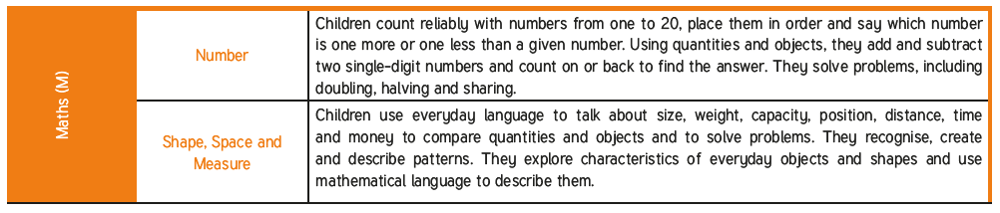 Maths (M)
Number
Children count reliably with numbers from one to 20, place them in order and say which number
is one more or one less than a given number. Using quantities and objects, they add and subtract
two single-digit numbers and count on or back to find the answer. They solve problems, including
doubling, halving and sharing.
Shape, Space and
Measure
Children use everyday language to talk about size, weight, capacity, position, distance, time
and money to compare quantities and objects and to solve problems. They recognise, create
and describe patterns. They explore characteristics of everyday objects and shapes and use
mathematical language to describe them.